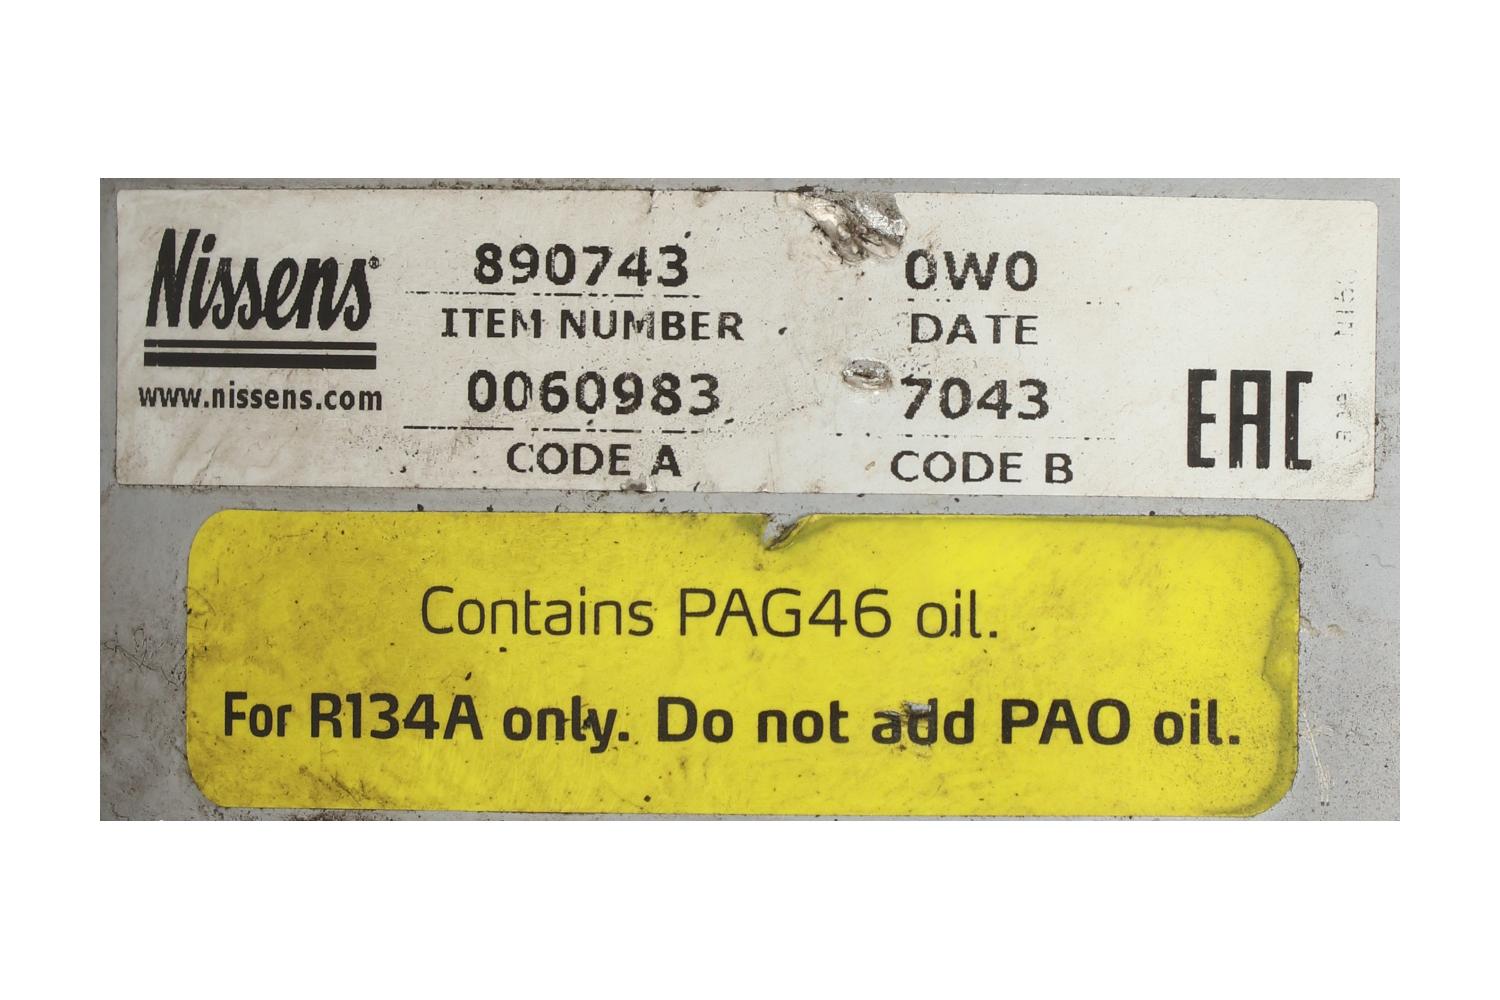 Nissens®
www.nissens.com
890743
ITEM NUMBER
0060983
CODE A
0W0
DATE
7043
CODE B
EAC
Contains PAG46 oil.
For R134A only. Do not add PAO oil.